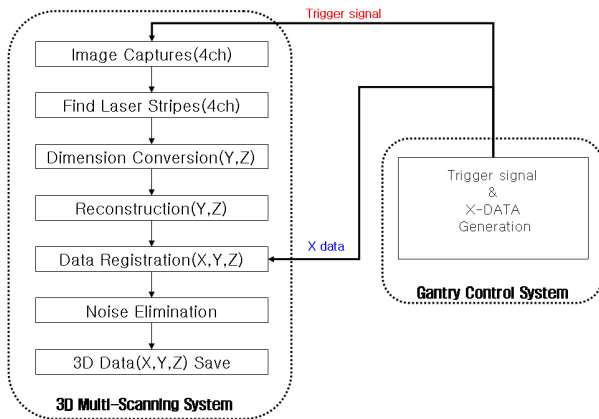 Trigger signal
Image Captures(4ch)
Find Laser Stripes(4ch)
Dimension Conversion(Y,Z)
Reconstruction(Y,Z)
Data Registration(X,Y,Z)
Noise Elimination
3D Data(X,Y,Z) Save
3D Multi-Scanning System
X data
Trigger signal
&
X-DATA
Generation
Gantry Control System